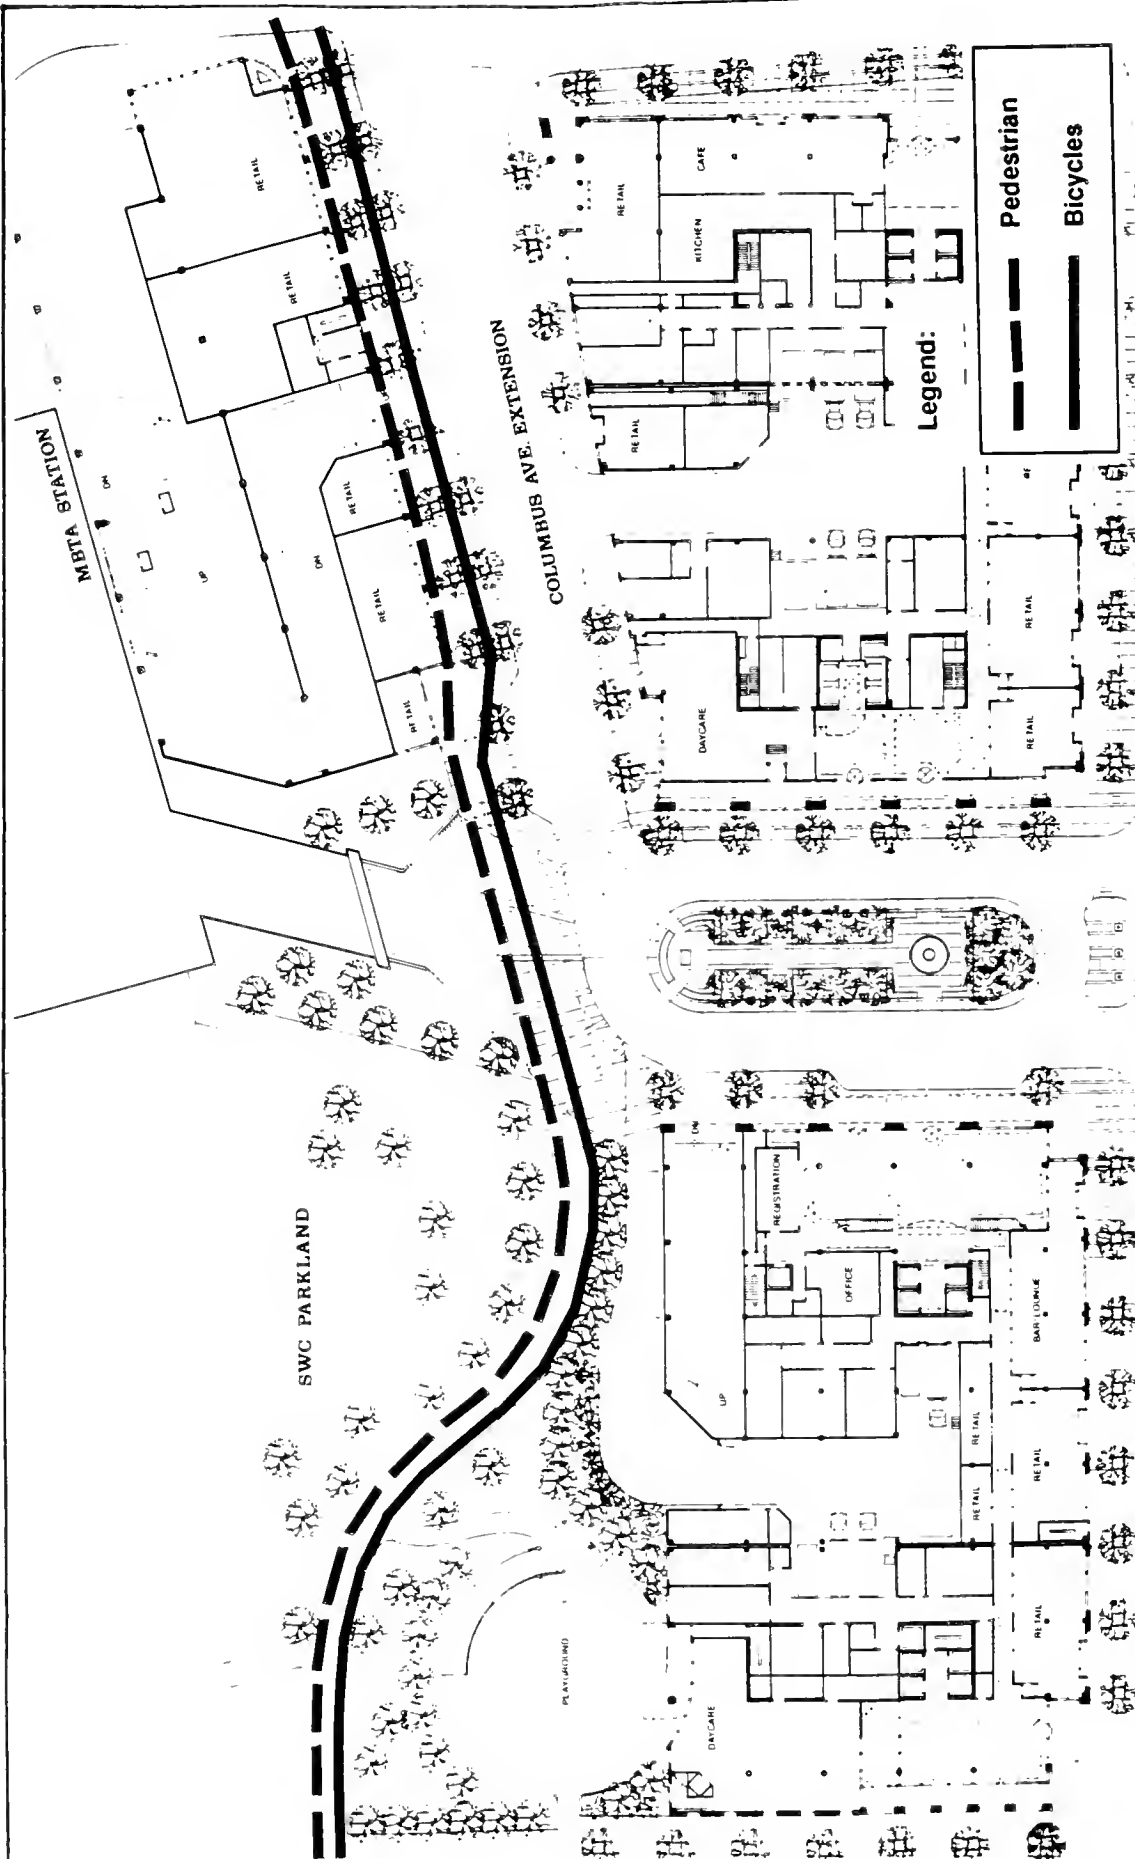 MBTA STATION
DN
UP
RETAIL
RETAIL
DN
RETAIL
RETAIL
RETAIL
COLUMBUS AVE. EXTENSION
SWC PARKLAND
PLAYGROUND
RETAIL
CAFE
KITCHEN
RETAIL
DAYCARE
RETAIL
RETAIL
Legend:
Pedestrian
Bicycles
DN
REGISTRATION
OFFICE
BAR LOUNGE
UP
RETAIL
RETAIL
RETAIL
RETAIL
DAYCARE